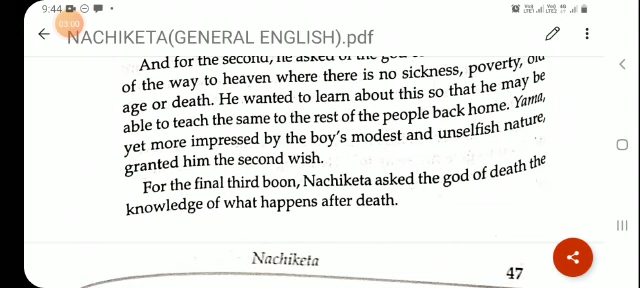 9:44
03:00
NACHIKETA(GENERAL ENGLISH).pdf
And for the second, he asked of the god
of the way to heaven where there is no sickness, poverty, old
age or death. He wanted to learn about this so that he may be
able to teach the same to the rest of the people back home. Yama,
yet more impressed by the boy's modest and unselfish nature,
granted him the second wish.
For the final third boon, Nachiketa asked the god of death the
knowledge of what happens after death.
Nachiketa
47